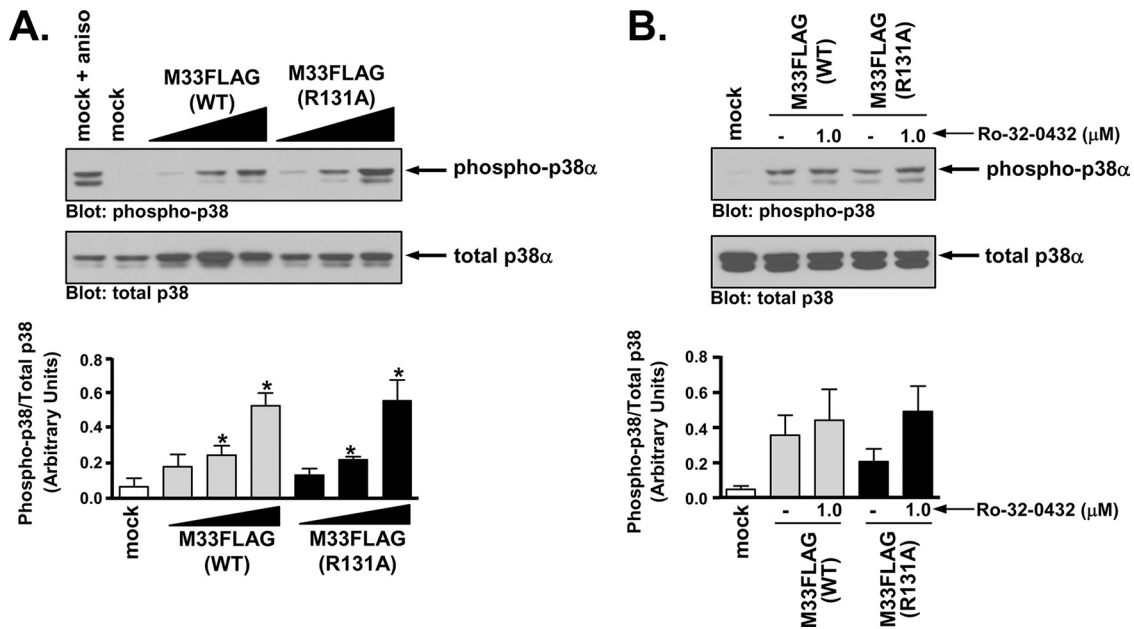 A.
mock + aniso
mock
M33FLAG
(WT)
M33FLAG
(R131A)
phospho-p38α
Blot: phospho-p38
total p38α
Blot: total p38
Phospho-p38/Total p38
(Arbitrary Units)
0.8
0.6
0.4
0.2
0.0
*
*
*
*
mock
M33FLAG
(WT)
M33FLAG
(R131A)
B.
mock
M33FLAG
(WT)
M33FLAG
(R131A)
- 1.0 - 1.0 Ro-32-0432 (μM)
phospho-p38α
Blot: phospho-p38
total p38α
Blot: total p38
Phospho-p38/Total p38
(Arbitrary Units)
0.8
0.6
0.4
0.2
0.0
- 1.0 - 1.0 Ro-32-0432 (μM)
mock
M33FLAG
(WT)
M33FLAG
(R131A)